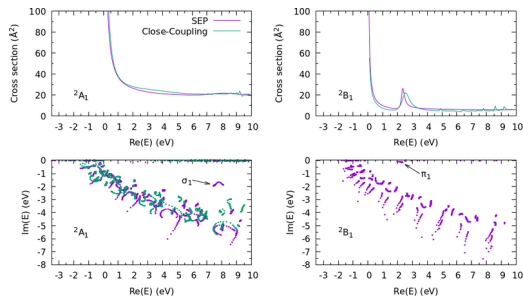 100
80
60
40
20
0
Cross section (Å²)
SEP
Close-Coupling
²A₁
-3 -2 -1 0 1 2 3 4 5 6 7 8 9 10
Re(E) (eV)
100
80
60
40
20
0
Cross section (Å²)
²B₁
-3 -2 -1 0 1 2 3 4 5 6 7 8 9 10
Re(E) (eV)
0
-1
-2
-3
-4
-5
-6
-7
-8
Im(E) (eV)
σ₁
²A₁
-3 -2 -1 0 1 2 3 4 5 6 7 8 9 10
Re(E) (eV)
0
-1
-2
-3
-4
-5
-6
-7
-8
Im(E) (eV)
π₁
²B₁
-3 -2 -1 0 1 2 3 4 5 6 7 8 9 10
Re(E) (eV)